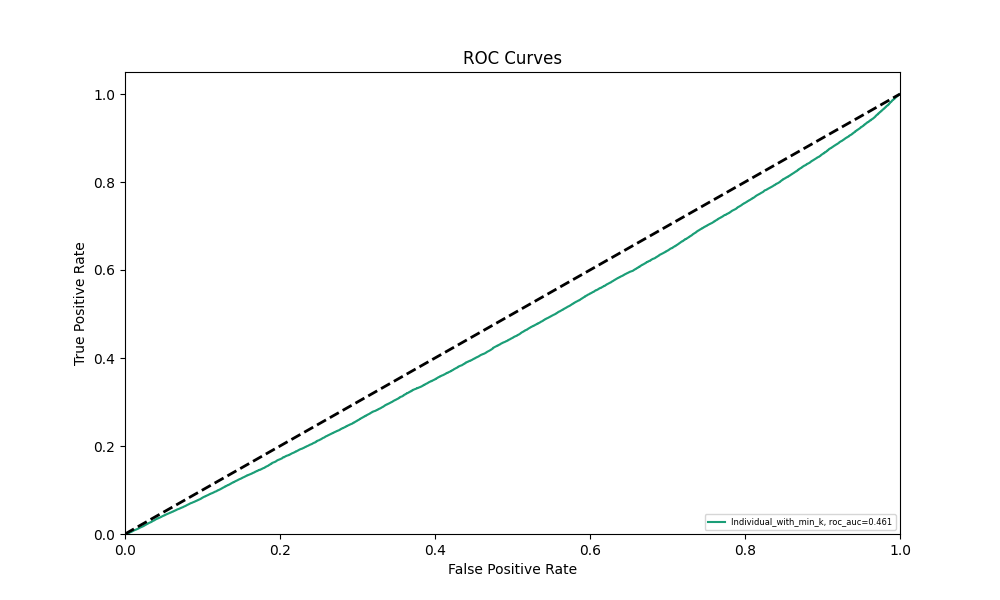 ROC Curves
True Positive Rate
1.0
0.8
0.6
0.4
0.2
0.0
0.0 0.2 0.4 0.6 0.8 1.0
False Positive Rate
Individual_with_min_k, roc_auc=0.461